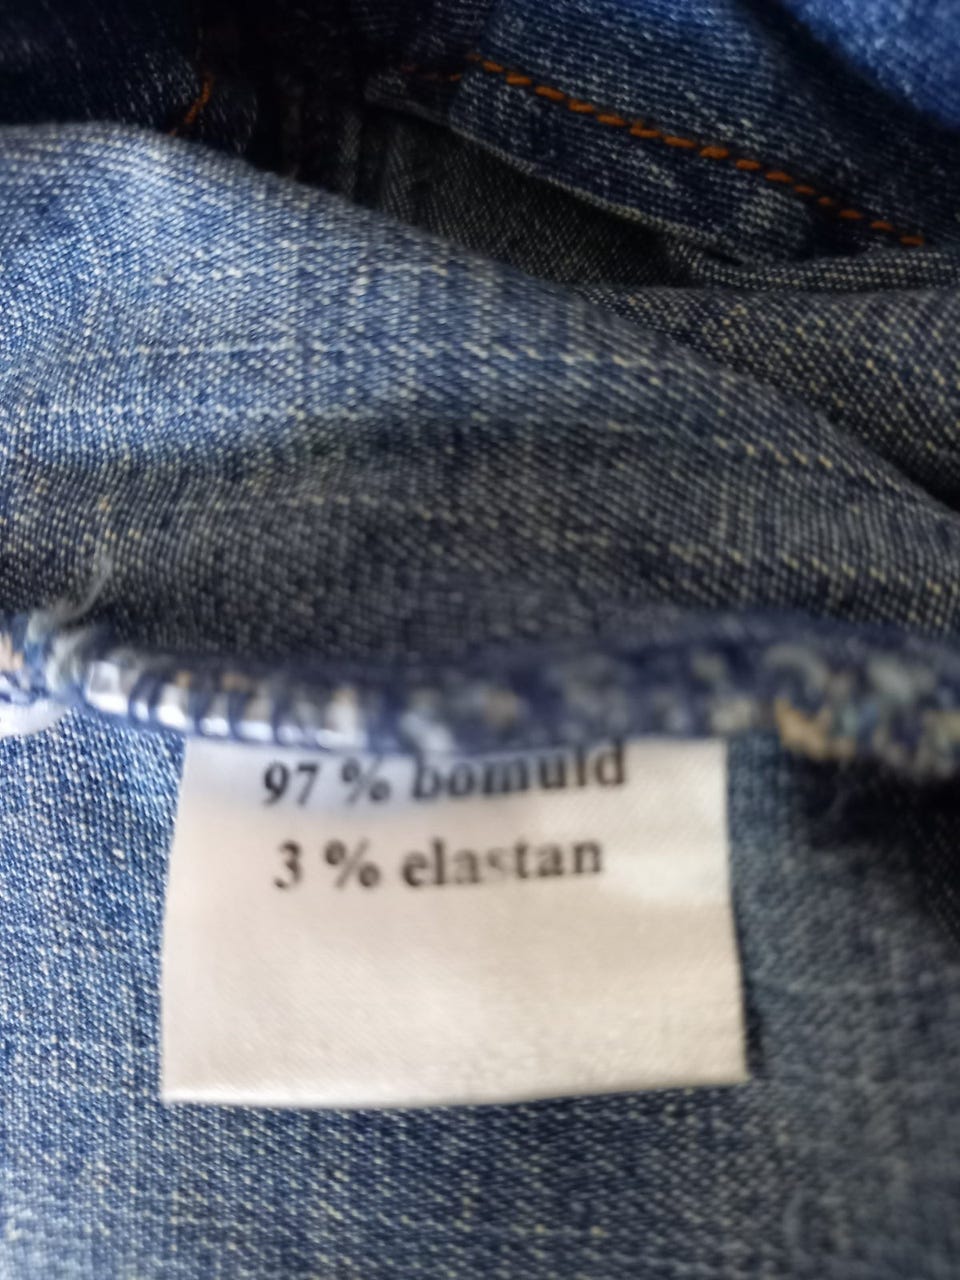 97 % bomuld
3 % elastan